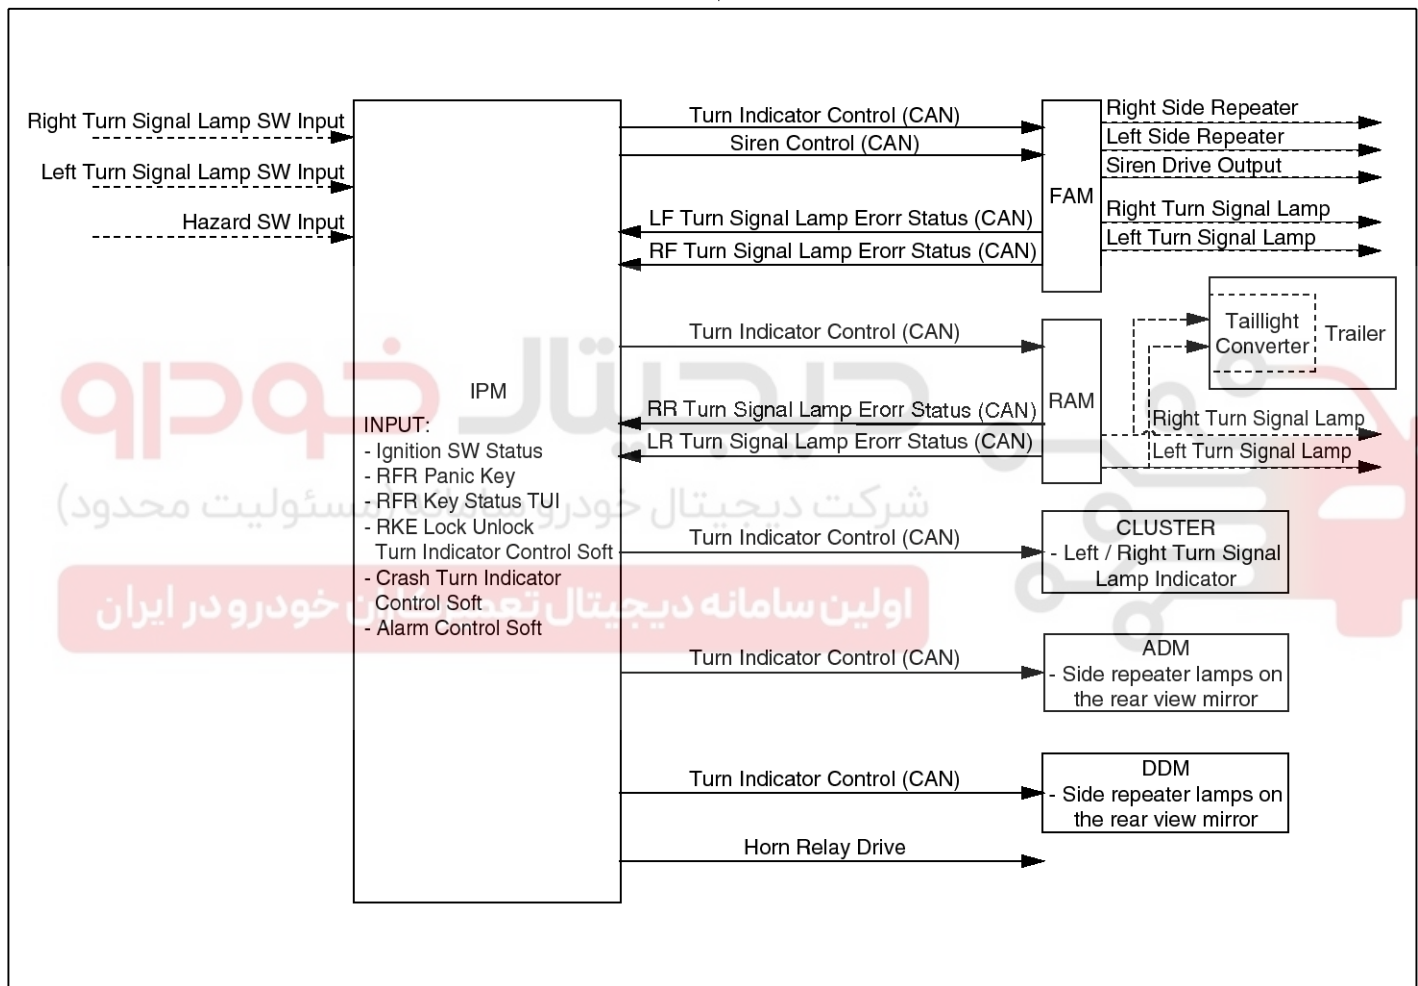 Right Turn Signal Lamp SW Input
Left Turn Signal Lamp SW Input
Hazard SW Input
IPM
INPUT:
- Ignition SW Status
- RFR Panic Key
- RFR Key Status TUI
- RKE Lock Unlock
Turn Indicator Control Soft
- Crash Turn Indicator
Control Soft
- Alarm Control Soft
Turn Indicator Control (CAN)
Siren Control (CAN)
LF Turn Signal Lamp Erorr Status (CAN)
RF Turn Signal Lamp Erorr Status (CAN)
FAM
Right Side Repeater
Left Side Repeater
Siren Drive Output
Right Turn Signal Lamp
Left Turn Signal Lamp
Turn Indicator Control (CAN)
RR Turn Signal Lamp Erorr Status (CAN)
LR Turn Signal Lamp Erorr Status (CAN)
RAM
Taillight
Converter
Trailer
Right Turn Signal Lamp
Left Turn Signal Lamp
Turn Indicator Control (CAN)
CLUSTER
- Left / Right Turn Signal
Lamp Indicator
Turn Indicator Control (CAN)
ADM
- Side repeater lamps on
the rear view mirror
Turn Indicator Control (CAN)
DDM
- Side repeater lamps on
the rear view mirror
Horn Relay Drive
دیجیتال خودرو
شرکت دیجیتال خودرو سامانه (مسئولیت محدود)
اولین سامانه دیجیتال تعمیرکاران خودرو در ایران